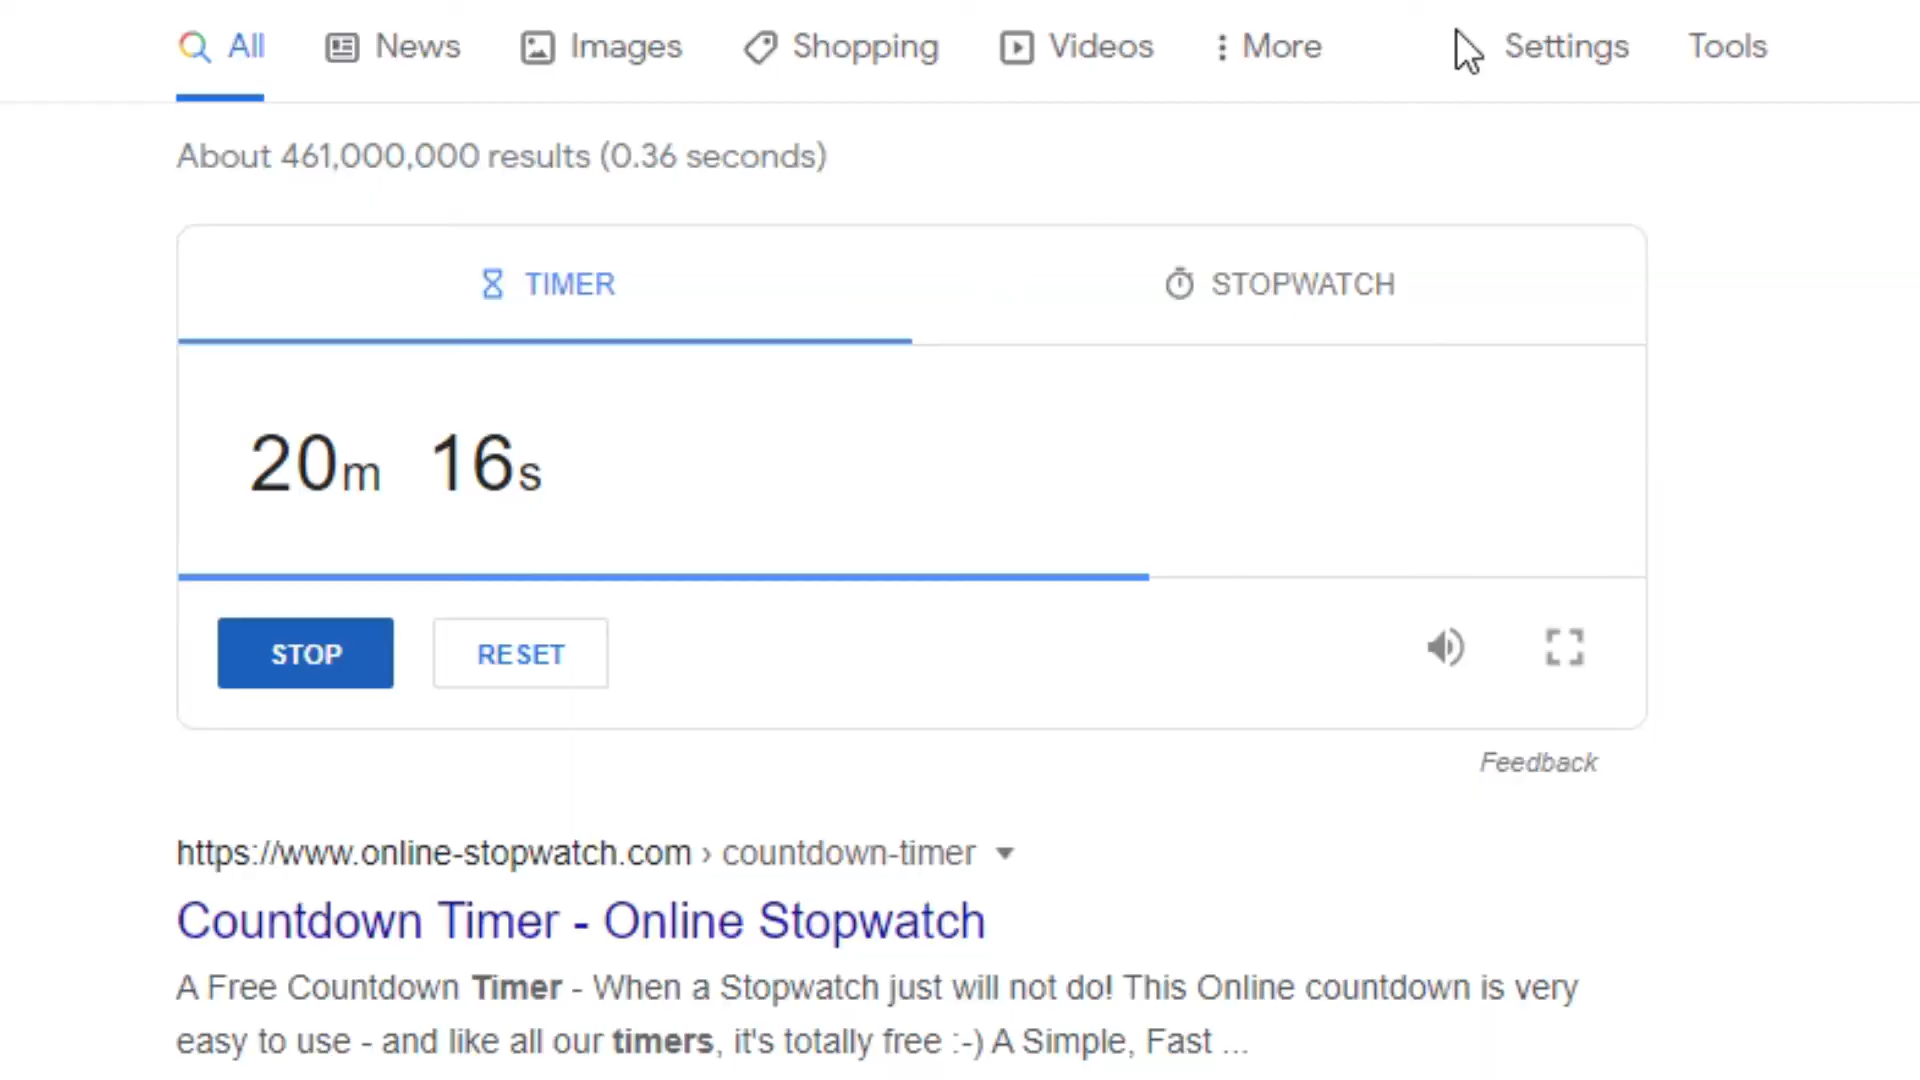 All News Images Shopping Videos More Settings Tools
About 461,000,000 results (0.36 seconds)
TIMER STOPWATCH
20m 16s
STOP RESET
Feedback
https://www.online-stopwatch.com › countdown-timer
Countdown Timer - Online Stopwatch
A Free Countdown Timer - When a Stopwatch just will not do! This Online countdown is very
easy to use - and like all our timers, it's totally free :-) A Simple, Fast ...